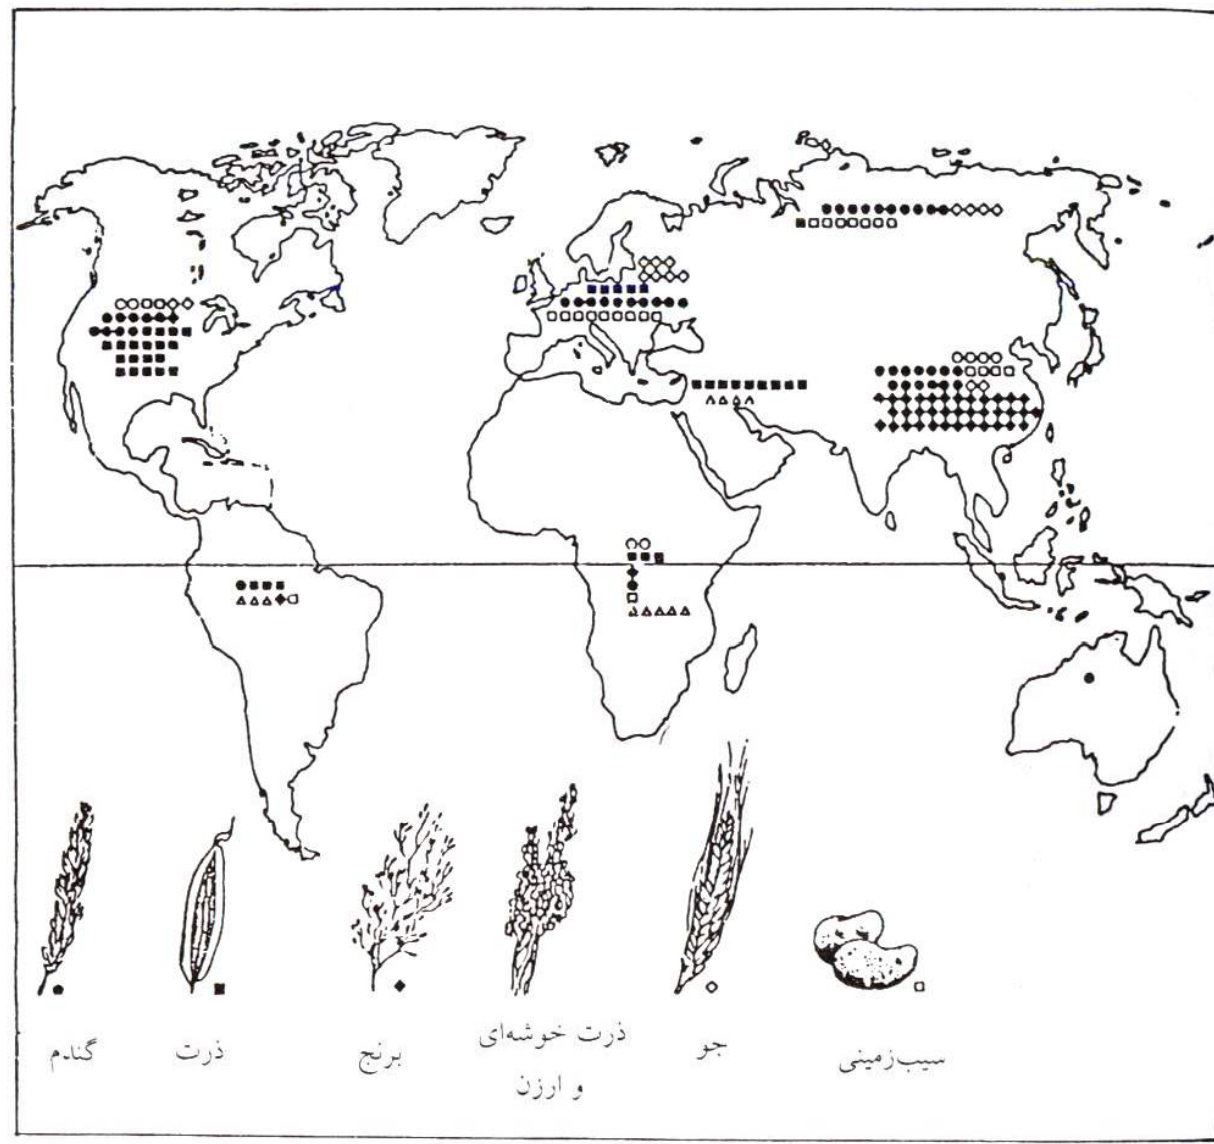 گندم
ذرت
برنج
ذرت خوشه‌ای
و ارزن
جو
سیب‌زمینی